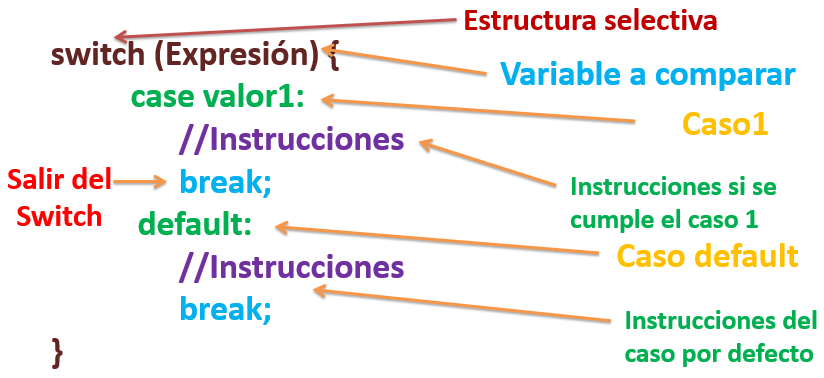 Estructura selectiva
switch (Expresión) {
Variable a comparar
case valor1:
Caso1
//Instrucciones
Instrucciones si se
cumple el caso 1
Salir del
Switch
break;
default:
Caso default
//Instrucciones
break;
Instrucciones del
caso por defecto
}